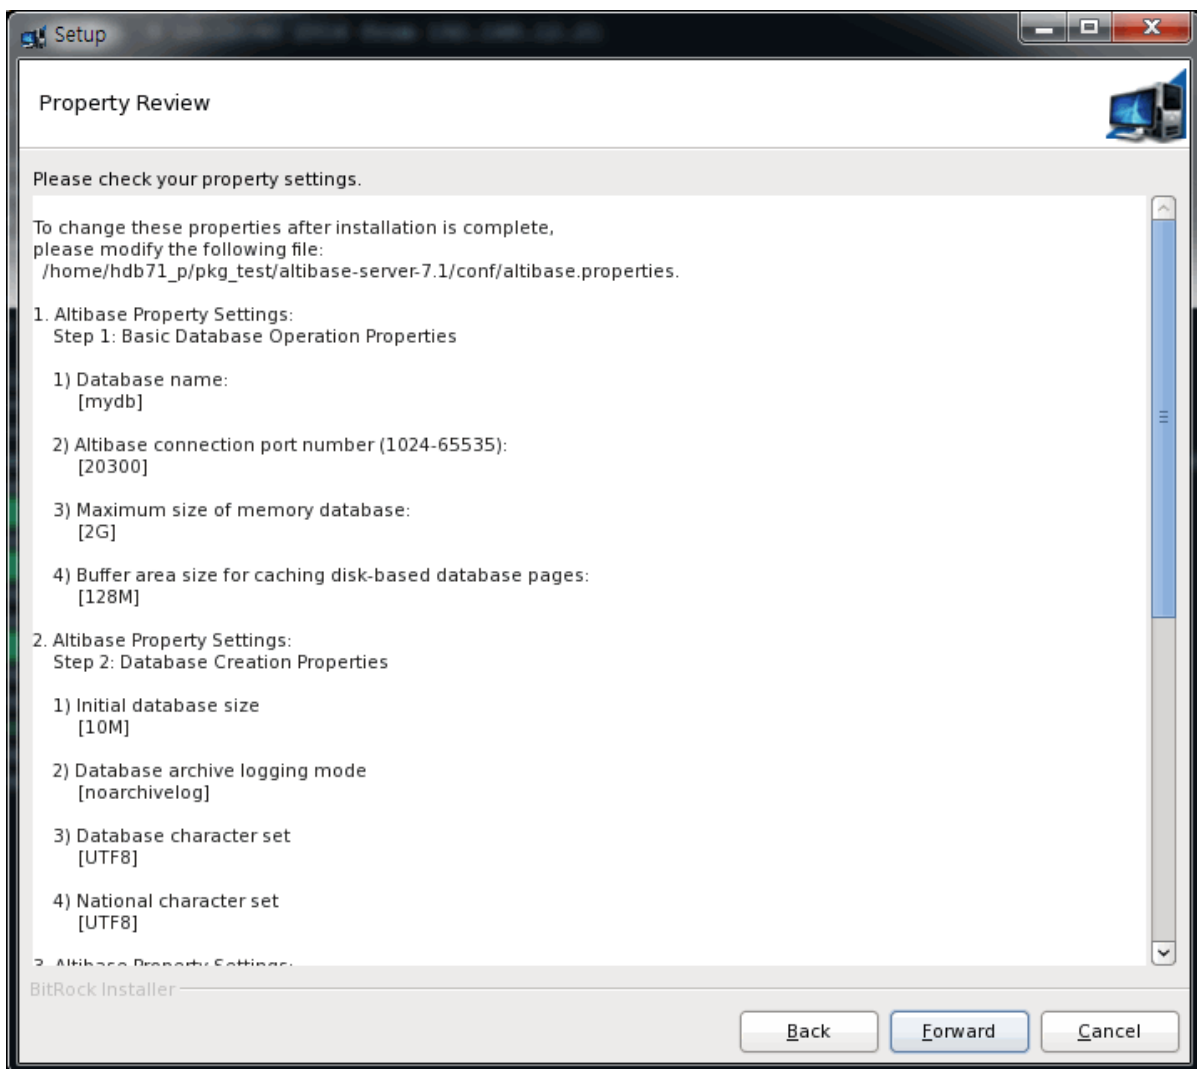 Setup
Property Review
Please check your property settings.
To change these properties after installation is complete,
please modify the following file:
/home/hdb71_p/pkg_test/altibase-server-7.1/conf/altibase.properties.
1. Altibase Property Settings:
Step 1: Basic Database Operation Properties
1) Database name:
[mydb]
2) Altibase connection port number (1024-65535):
[20300]
3) Maximum size of memory database:
[2G]
4) Buffer area size for caching disk-based database pages:
[128M]
2. Altibase Property Settings:
Step 2: Database Creation Properties
1) Initial database size
[10M]
2) Database archive logging mode
[noarchivelog]
3) Database character set
[UTF8]
4) National character set
[UTF8]
3. Altibase Property Settings:
BitRock Installer
Back
Forward
Cancel